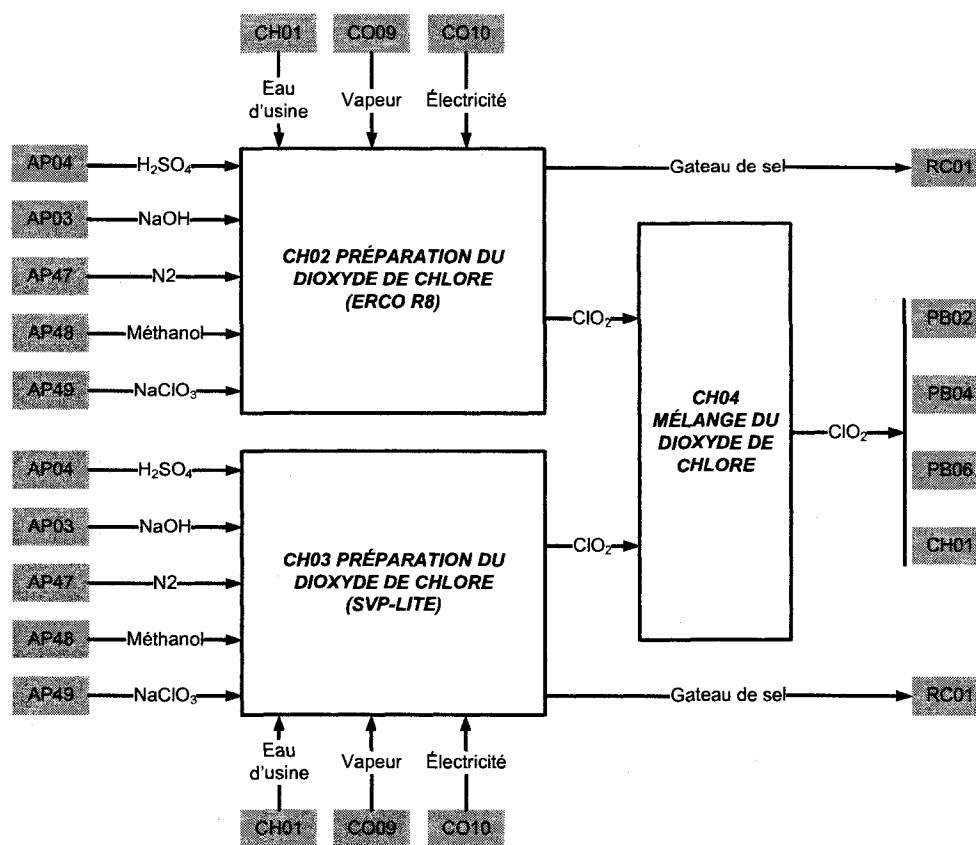 CH01 CO09 CO10
Eau
d'usine
Vapeur
Électricité
AP04 H₂SO₄
AP03 NaOH
AP47 N2
AP48 Méthanol
AP49 NaClO₃
CH02 PRÉPARATION DU
DIOXYDE DE CHLORE
(ERCO R8)
Gateau de sel RC01
ClO₂
AP04 H₂SO₄
AP03 NaOH
AP47 N2
AP48 Méthanol
AP49 NaClO₃
CH03 PRÉPARATION DU
DIOXYDE DE CHLORE
(SVP-LITE)
ClO₂
Gateau de sel RC01
CH04
MÉLANGE DU
DIOXYDE DE
CHLORE
ClO₂
PB02
PB04
PB06
CH01
Eau
d'usine
Vapeur
Électricité
CH01 CO09 CO10